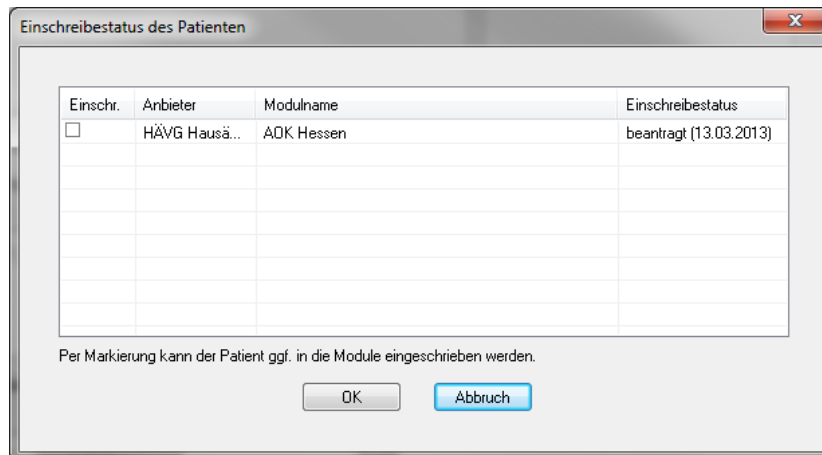 Einschreibestatus des Patienten
Einschr. Anbieter Modulname Einschreibestatus
HÄVG Hausä... AOK Hessen beantragt (13.03.2013)
Per Markierung kann der Patient ggf. in die Module eingeschrieben werden.
OK Abbruch